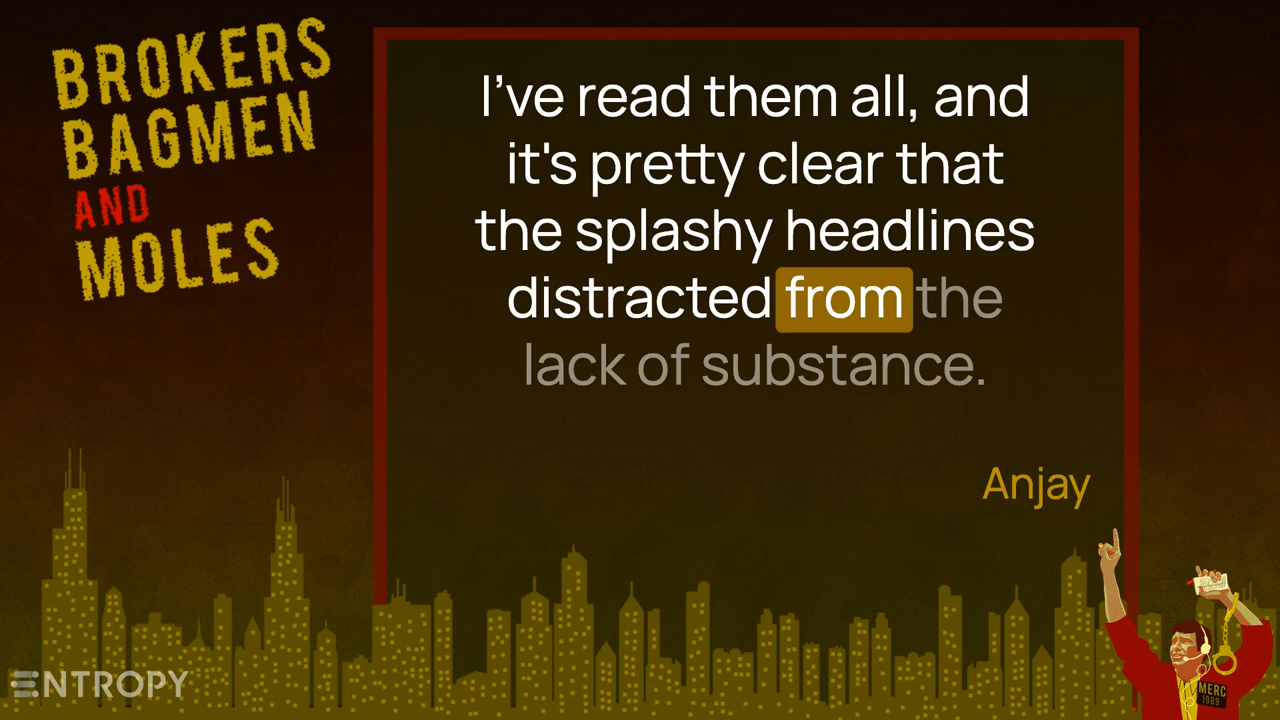 BROKERS
BAGMEN
AND
MOLES
I've read them all, and
it's pretty clear that
the splashy headlines
distracted from the
lack of substance.
Anjay
ENTROPY
MERC
1989